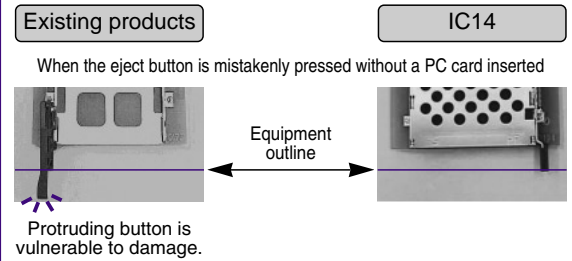 Existing products
IC14
When the eject button is mistakenly pressed without a PC card inserted
Equipment
outline
Protruding button is
vulnerable to damage.